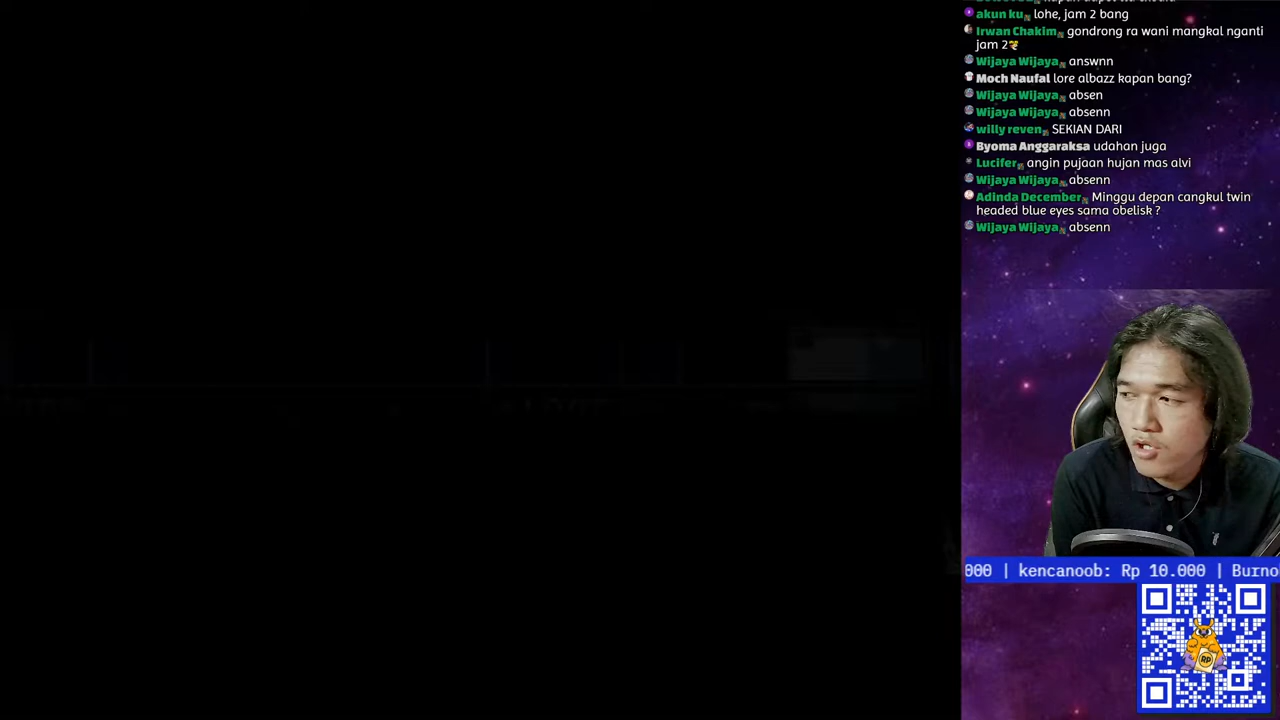 akun ku lohe, jam 2 bang
Irwan Chakim gondrong ra wani mangkal nganti
jam 2
Wijaya Wijaya answnn
Moch Naufal lore albazz kapan bang?
Wijaya Wijaya absen
Wijaya Wijaya absenn
willy reven SEKIAN DARI
Byoma Anggaraksa udahan juga
Lucifer angin pujaan hujan mas alvi
Wijaya Wijaya absenn
Adinda December Minggu depan cangkul twin
headed blue eyes sama obelisk ?
Wijaya Wijaya absenn
000 | kencanoob: Rp 10.000 | Burno
RP